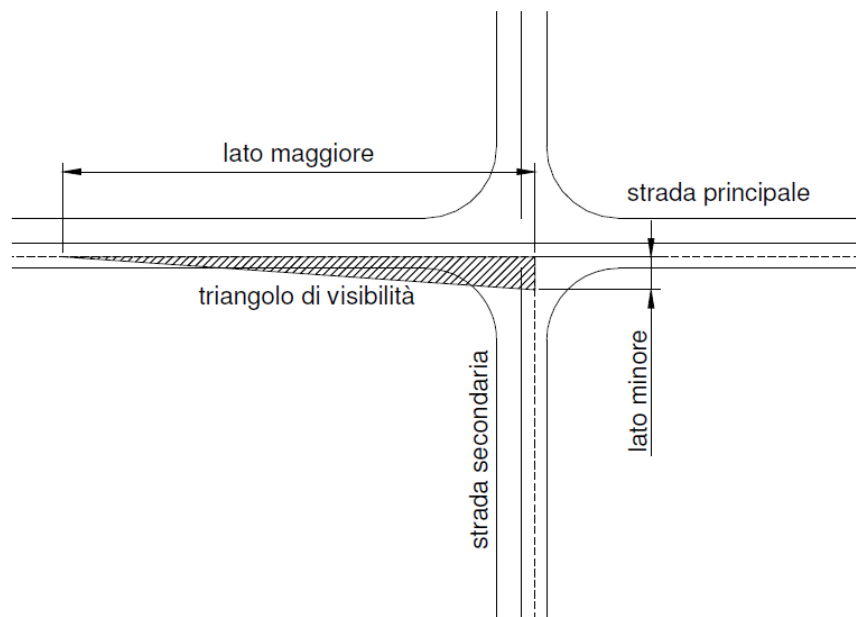 lato maggiore
strada principale
triangolo di visibilità
strada secondaria
lato minore